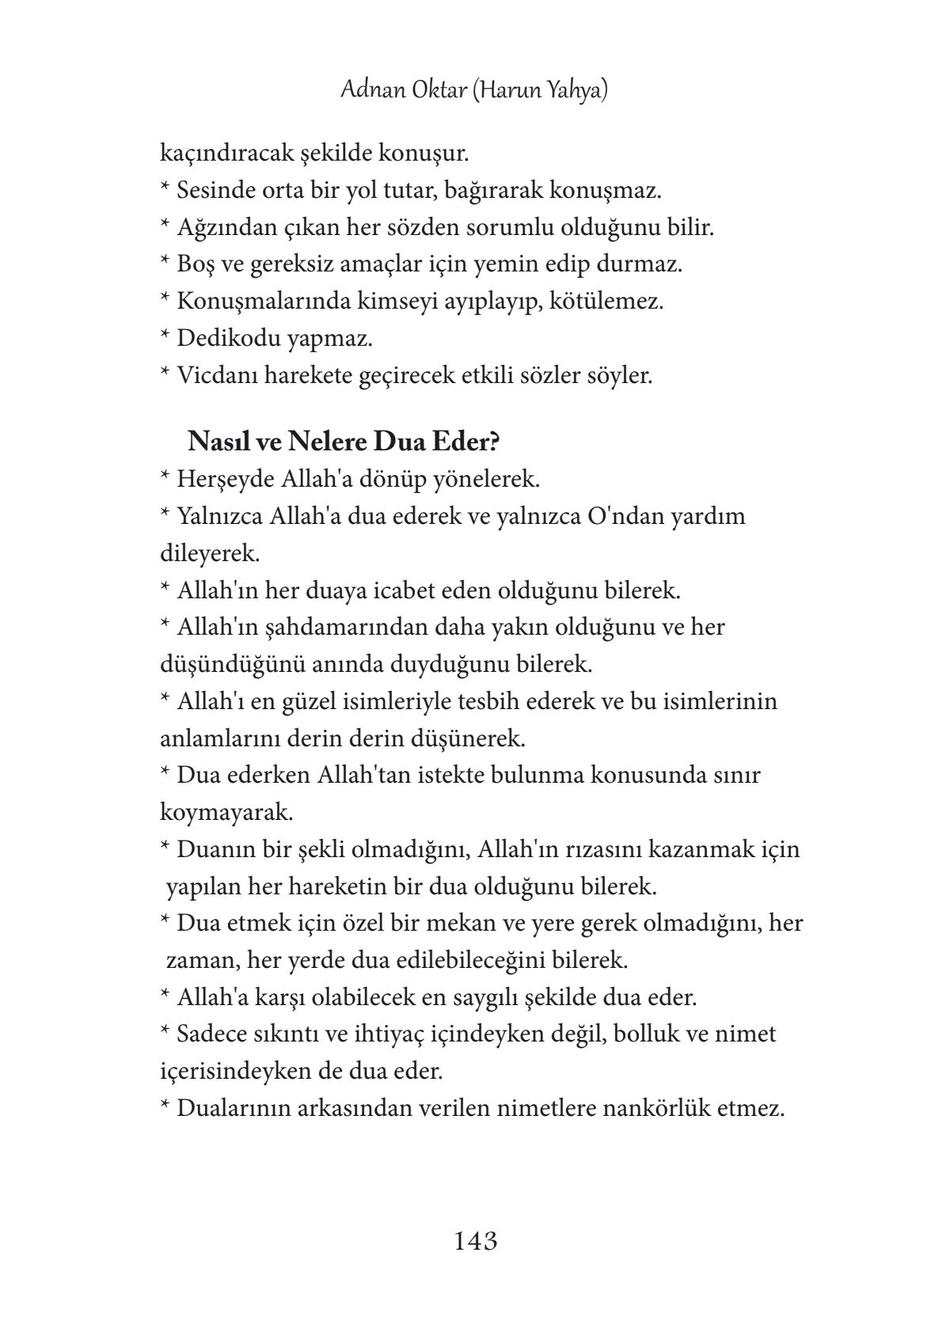 Adnan Oktar (Harun Yahya)
kaçındıracak şekilde konuşur.
* Sesinde orta bir yol tutar, bağırarak konuşmaz.
* Ağzından çıkan her sözden sorumlu olduğunu bilir.
* Boş ve gereksiz amaçlar için yemin edip durmaz.
* Konuşmalarında kimseyi ayıplayıp, kötülemez.
* Dedikodu yapmaz.
* Vicdanı harekete geçirecek etkili sözler söyler.
Nasıl ve Nelere Dua Eder?
* Herşeyde Allah'a dönüp yönelerek.
* Yalnızca Allah'a dua ederek ve yalnızca O'ndan yardım
dileyerek.
* Allah'ın her duaya icabet eden olduğunu bilerek.
* Allah'ın şahdamarından daha yakın olduğunu ve her
düşündüğünü anında duyduğunu bilerek.
* Allah'ı en güzel isimleriyle tesbih ederek ve bu isimlerinin
anlamlarını derin derin düşünerek.
* Dua ederken Allah'tan istekte bulunma konusunda sınır
koymayarak.
* Duanın bir şekli olmadığını, Allah'ın rızasını kazanmak için
yapılan her hareketin bir dua olduğunu bilerek.
* Dua etmek için özel bir mekan ve yere gerek olmadığını, her
zaman, her yerde dua edilebileceğini bilerek.
* Allah'a karşı olabilecek en saygılı şekilde dua eder.
* Sadece sıkıntı ve ihtiyaç içindeyken değil, bolluk ve nimet
içerisindeyken de dua eder.
* Dualarının arkasından verilen nimetlere nankörlük etmez.
143